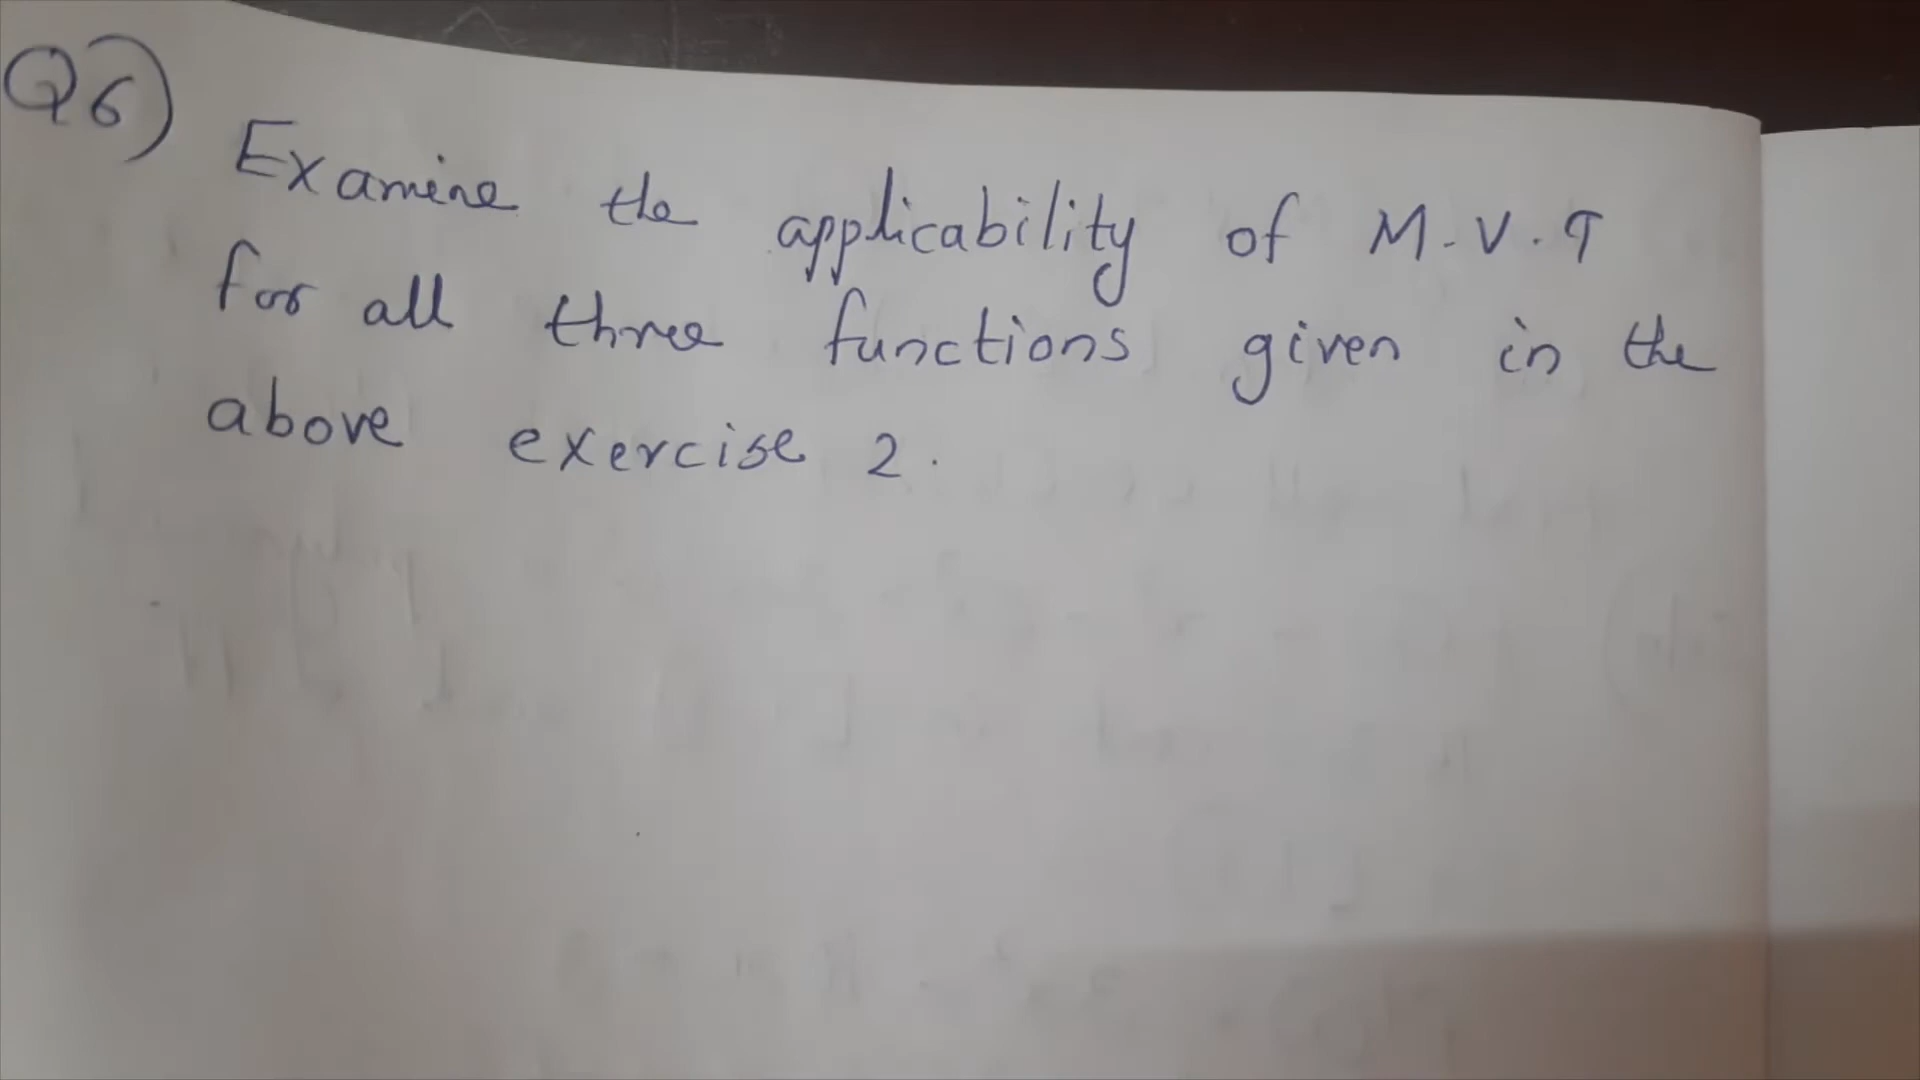 Q6)
Examine the applicability of M.V.T
for all three functions given in the
above exercise 2.